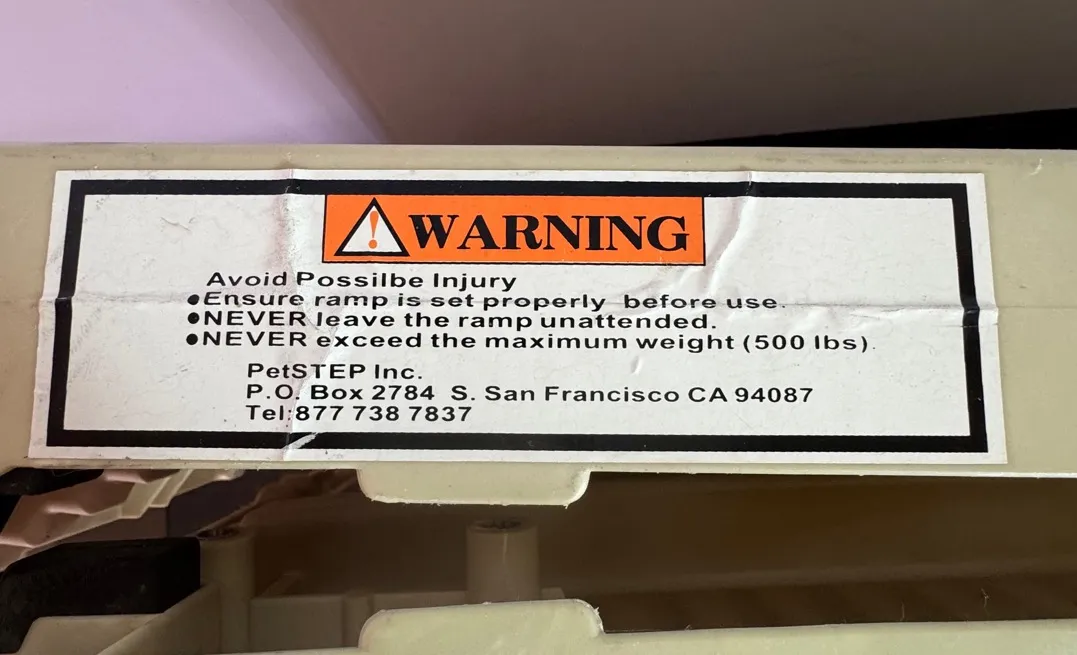 WARNING
Avoid Possilbe Injury
●Ensure ramp is set properly before use.
●NEVER leave the ramp unattended.
●NEVER exceed the maximum weight (500 lbs).
PetSTEP Inc.
P.O. Box 2784 S. San Francisco CA 94087
Tel:877 738 7837